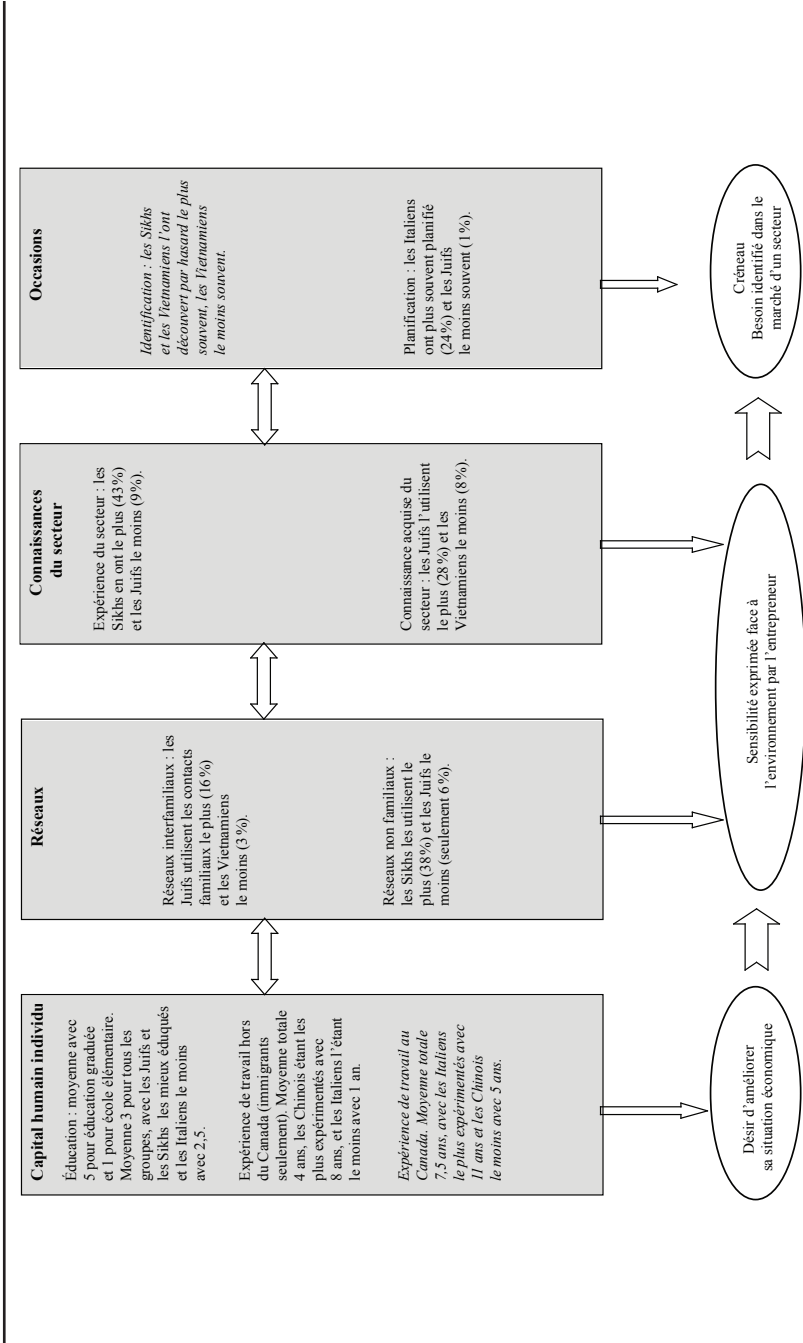 Capital humain individu
Éducation : moyenne avec
5 pour éducation graduée
et 1 pour école élémentaire.
Moyenne 3 pour tous les
groupes, avec les Juifs et
les Sikhs les mieux éduqués
et les Italiens le moins
avec 2,5.
Expérience de travail hors
du Canada (immigrants
seulement). Moyenne totale
4 ans, les Chinois étant les
plus expérimentés avec
8 ans, et les Italiens l'étant
le moins avec 1 an.
Expérience de travail au
Canada. Moyenne totale
7,5 ans, avec les Italiens
le plus expérimentés avec
11 ans et les Chinois
le moins avec 5 ans.
Réseaux
Réseaux interfamiliaux : les
Juifs utilisent les contacts
familiaux le plus (16 %)
et les Vietnamiens
le moins (3 %).
Réseaux non familiaux :
les Sikhs les utilisent le
plus (38%) et les Juifs le
moins (seulement 6 %).
Connaissances
du secteur
Expérience du secteur : les
Sikhs en ont le plus (43 %)
et les Juifs le moins (9%).
Connaissance acquise du
secteur : les Juifs l'utilisent
le plus (28%) et les
Vietnamiens le moins (8%).
Occasions
Identification : les Sikhs
et les Vietnamiens l'ont
découvert par hasard le plus
souvent, les Vietnamiens
le moins souvent.
Planification : les Italiens
ont plus souvent planifié
(24%) et les Juifs
le moins souvent (1 %).
Désir d'améliorer
sa situation économique
Sensibilité exprimée face à
l'environnement par l'entrepreneur
Créneau
Besoin identifié dans le
marché d'un secteur